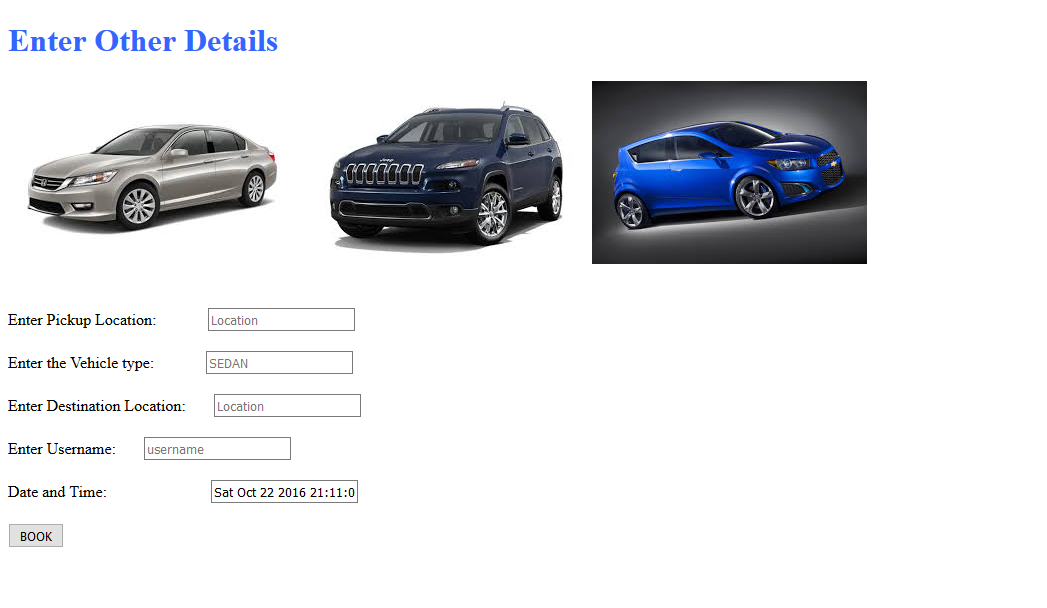 Enter Other Details
Jeep
Enter Pickup Location: Location
Enter the Vehicle type: SEDAN
Enter Destination Location: Location
Enter Username: username
Date and Time: Sat Oct 22 2016 21:11:0
BOOK